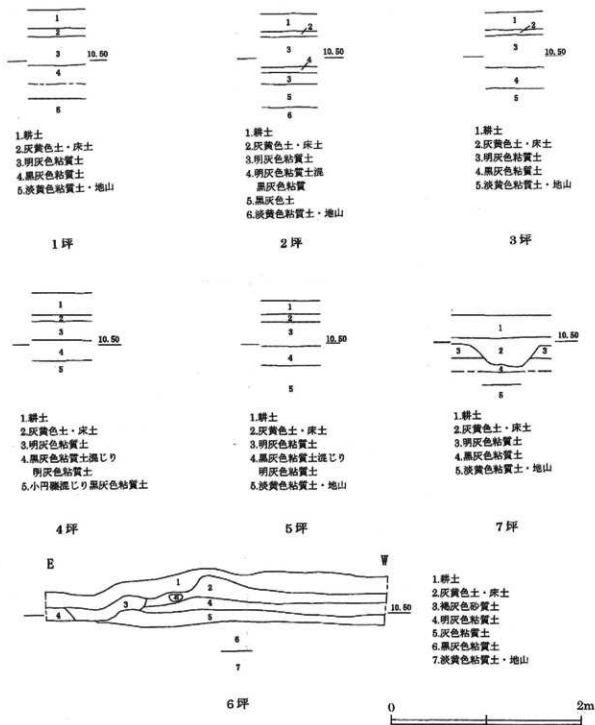 1
2
3
4
6
10.50
1.耕土
2.灰黄色土・床土
3.明灰色粘質土
4.黒灰色粘質土
5.淡黄色粘質土・地山
1坪
1
2
3
4
3
5
6
10.50
1.耕土
2.灰黄色土・床土
3.明灰色粘質土
4.明灰色粘質土混
黒灰色粘質
5.黒灰色土
6.淡黄色粘質土・地山
2坪
1
2
3
4
5
10.50
1.耕土
2.灰黄色土・床土
3.明灰色粘質土
4.黒灰色粘質土
5.淡黄色粘質土・地山
3坪
1
2
3
4
5
10.50
1.耕土
2.灰黄色土・床土
3.明灰色粘質土
4.黒灰色粘質土混じり
明灰色粘質土
5.小円礫混じり黒灰色粘質土
4坪
1
2
3
4
5
10.50
1.耕土
2.灰黄色土・床土
3.明灰色粘質土
4.黒灰色粘質土混じり
明灰色粘質土
5.淡黄色粘質土・地山
5坪
1
3
2
3
4
5
10.50
1.耕土
2.灰黄色土・床土
3.明灰色粘質土
4.黒灰色粘質土
5.淡黄色粘質土・地山
7坪
E
W
1
2
3
4
4
5
6
7
10.50
1.耕土
2.灰黄色土・床土
3.褐灰色砂質土
4.明灰色粘質土
5.灰色粘質土
6.黒灰色粘質土
7.淡黄色粘質土・地山
6坪
0
2m